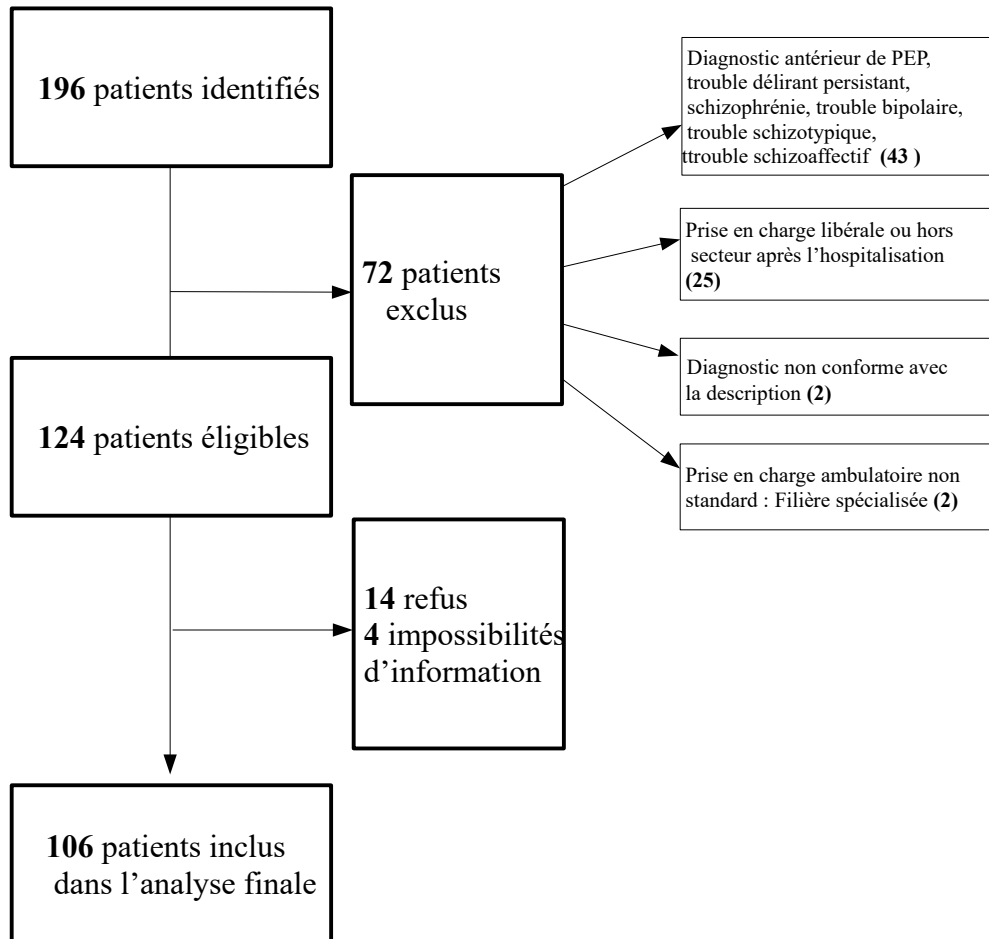 196 patients identifiés
Diagnostic antérieur de PEP,
trouble délirant persistant,
schizophrénie, trouble bipolaire,
trouble schizotypique,
ttrouble schizoaffectif (43 )
72 patients
exclus
Prise en charge libérale ou hors
secteur après l’hospitalisation
(25)
Diagnostic non conforme avec
la description (2)
Prise en charge ambulatoire non
standard : Filière spécialisée (2)
124 patients éligibles
14 refus
4 impossibilités
d’information
106 patients inclus
dans l’analyse finale